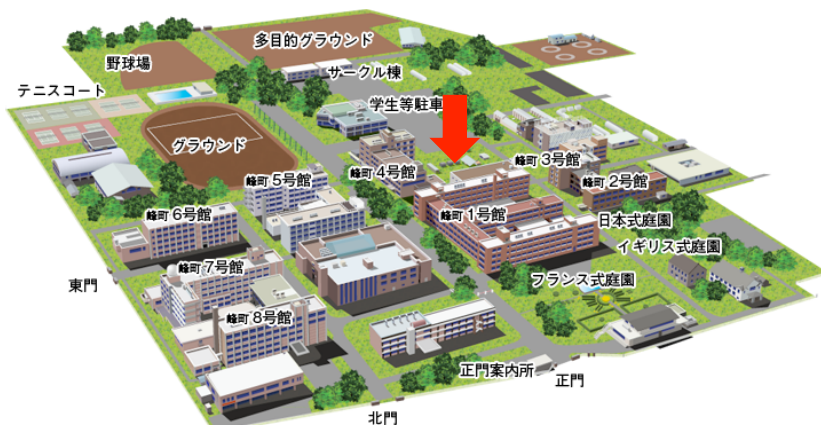 多目的グラウンド
野球場
サークル棟
テニスコート
学生等駐車
グラウンド
峰町3号館
峰町4号館
峰町5号館
峰町2号館
峰町1号館
峰町6号館
日本式庭園
イギリス式庭園
峰町7号館
東門
フランス式庭園
峰町8号館
正門案内所
正門
北門